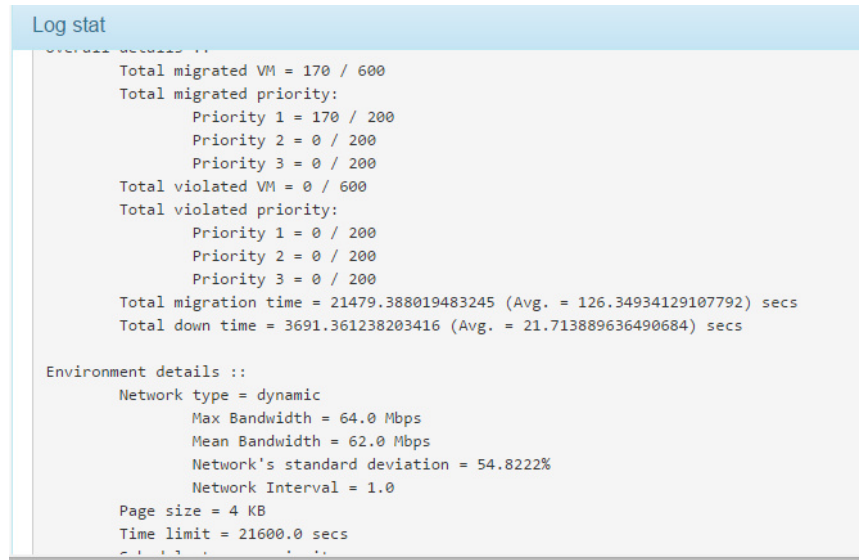 Log stat
Overall details ::
Total migrated VM = 170 / 600
Total migrated priority:
Priority 1 = 170 / 200
Priority 2 = 0 / 200
Priority 3 = 0 / 200
Total violated VM = 0 / 600
Total violated priority:
Priority 1 = 0 / 200
Priority 2 = 0 / 200
Priority 3 = 0 / 200
Total migration time = 21479.388019483245 (Avg. = 126.34934129107792) secs
Total down time = 3691.361238203416 (Avg. = 21.713889636490684) secs
Environment details ::
Network type = dynamic
Max Bandwidth = 64.0 Mbps
Mean Bandwidth = 62.0 Mbps
Network's standard deviation = 54.8222%
Network Interval = 1.0
Page size = 4 KB
Time limit = 21600.0 secs